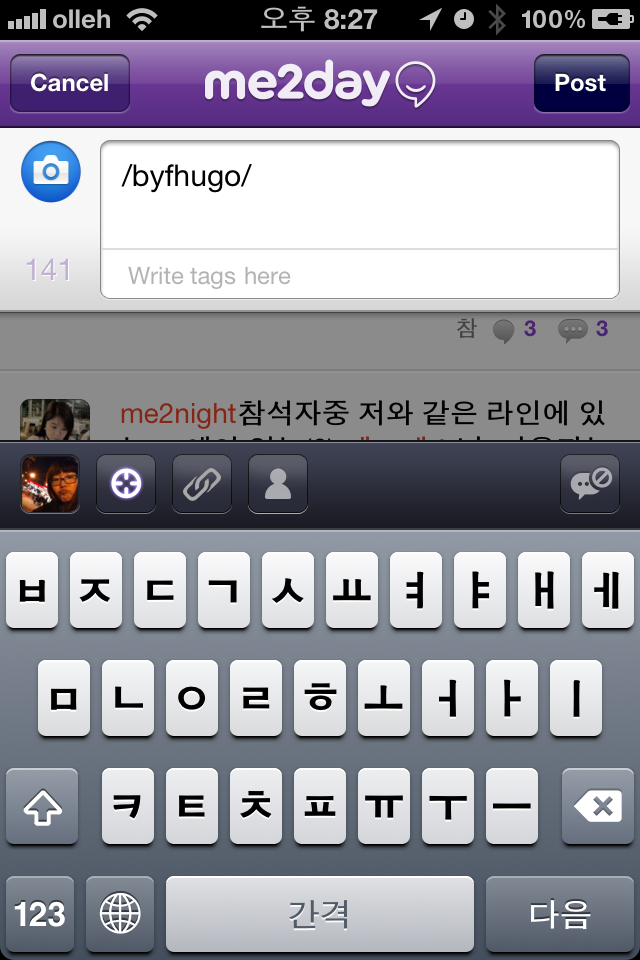 olleh 오후 8:27 100%
Cancel me2day Post
/byfhugo/
141 Write tags here
참 3 3
me2night참석자중 저와 같은 라인에 있
ㅂ ㅈ ㄷ ㄱ ㅅ ㅛ ㅕ ㅑ ㅐ ㅔ
ㅁ ㄴ ㅇ ㄹ ㅎ ㅗ ㅓ ㅏ ㅣ
ㅋ ㅌ ㅊ ㅍ ㅠ ㅜ ㅡ
123 간격 다음